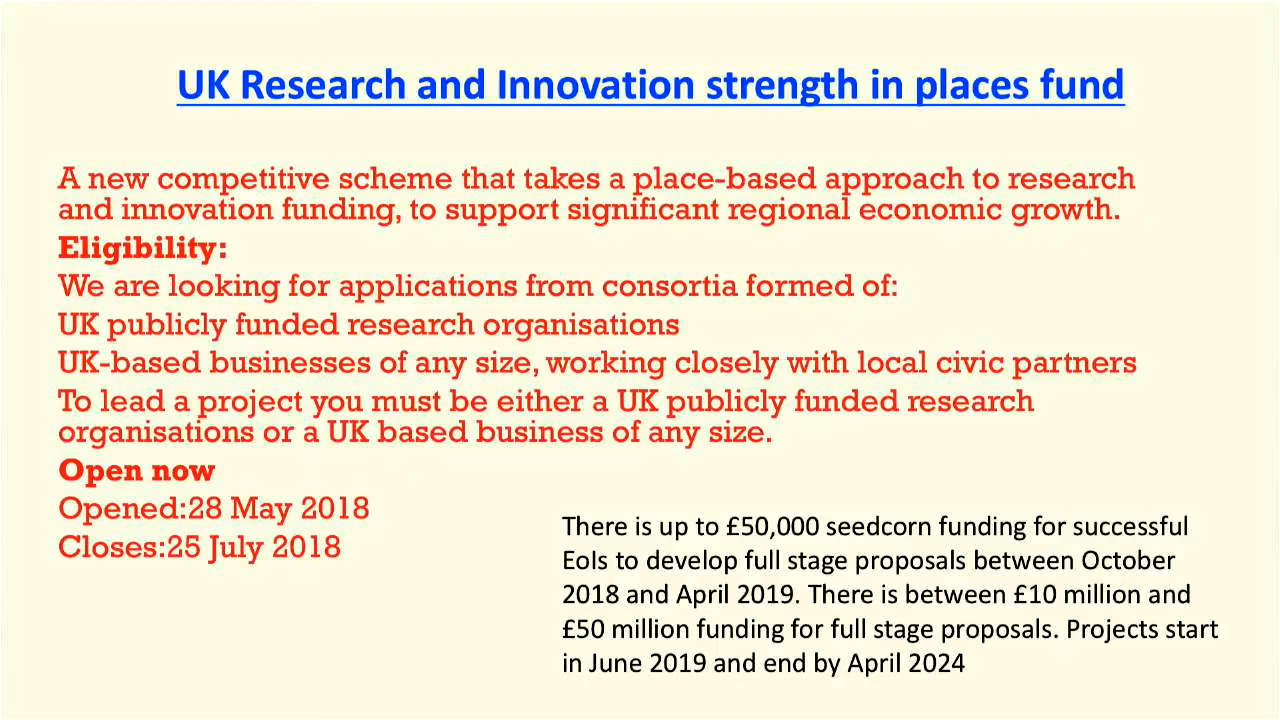 UK Research and Innovation strength in places fund
A new competitive scheme that takes a place-based approach to research
and innovation funding, to support significant regional economic growth.
Eligibility:
We are looking for applications from consortia formed of:
UK publicly funded research organisations
UK-based businesses of any size, working closely with local civic partners
To lead a project you must be either a UK publicly funded research
organisations or a UK based business of any size.
Open now
Opened:28 May 2018
Closes:25 July 2018
There is up to £50,000 seedcorn funding for successful
EoIs to develop full stage proposals between October
2018 and April 2019. There is between £10 million and
£50 million funding for full stage proposals. Projects start
in June 2019 and end by April 2024